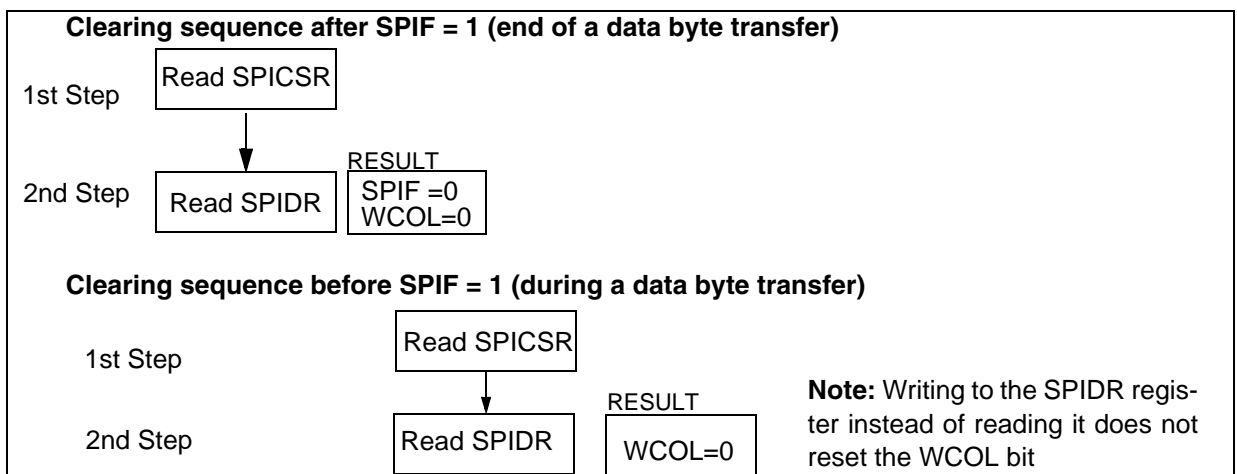 Clearing sequence after SPIF = 1 (end of a data byte transfer)
1st Step
Read SPICSR
2nd Step
Read SPIDR
RESULT
SPIF =0
WCOL=0
Clearing sequence before SPIF = 1 (during a data byte transfer)
1st Step
Read SPICSR
2nd Step
Read SPIDR
RESULT
WCOL=0
Note: Writing to the SPIDR regis-
ter instead of reading it does not
reset the WCOL bit